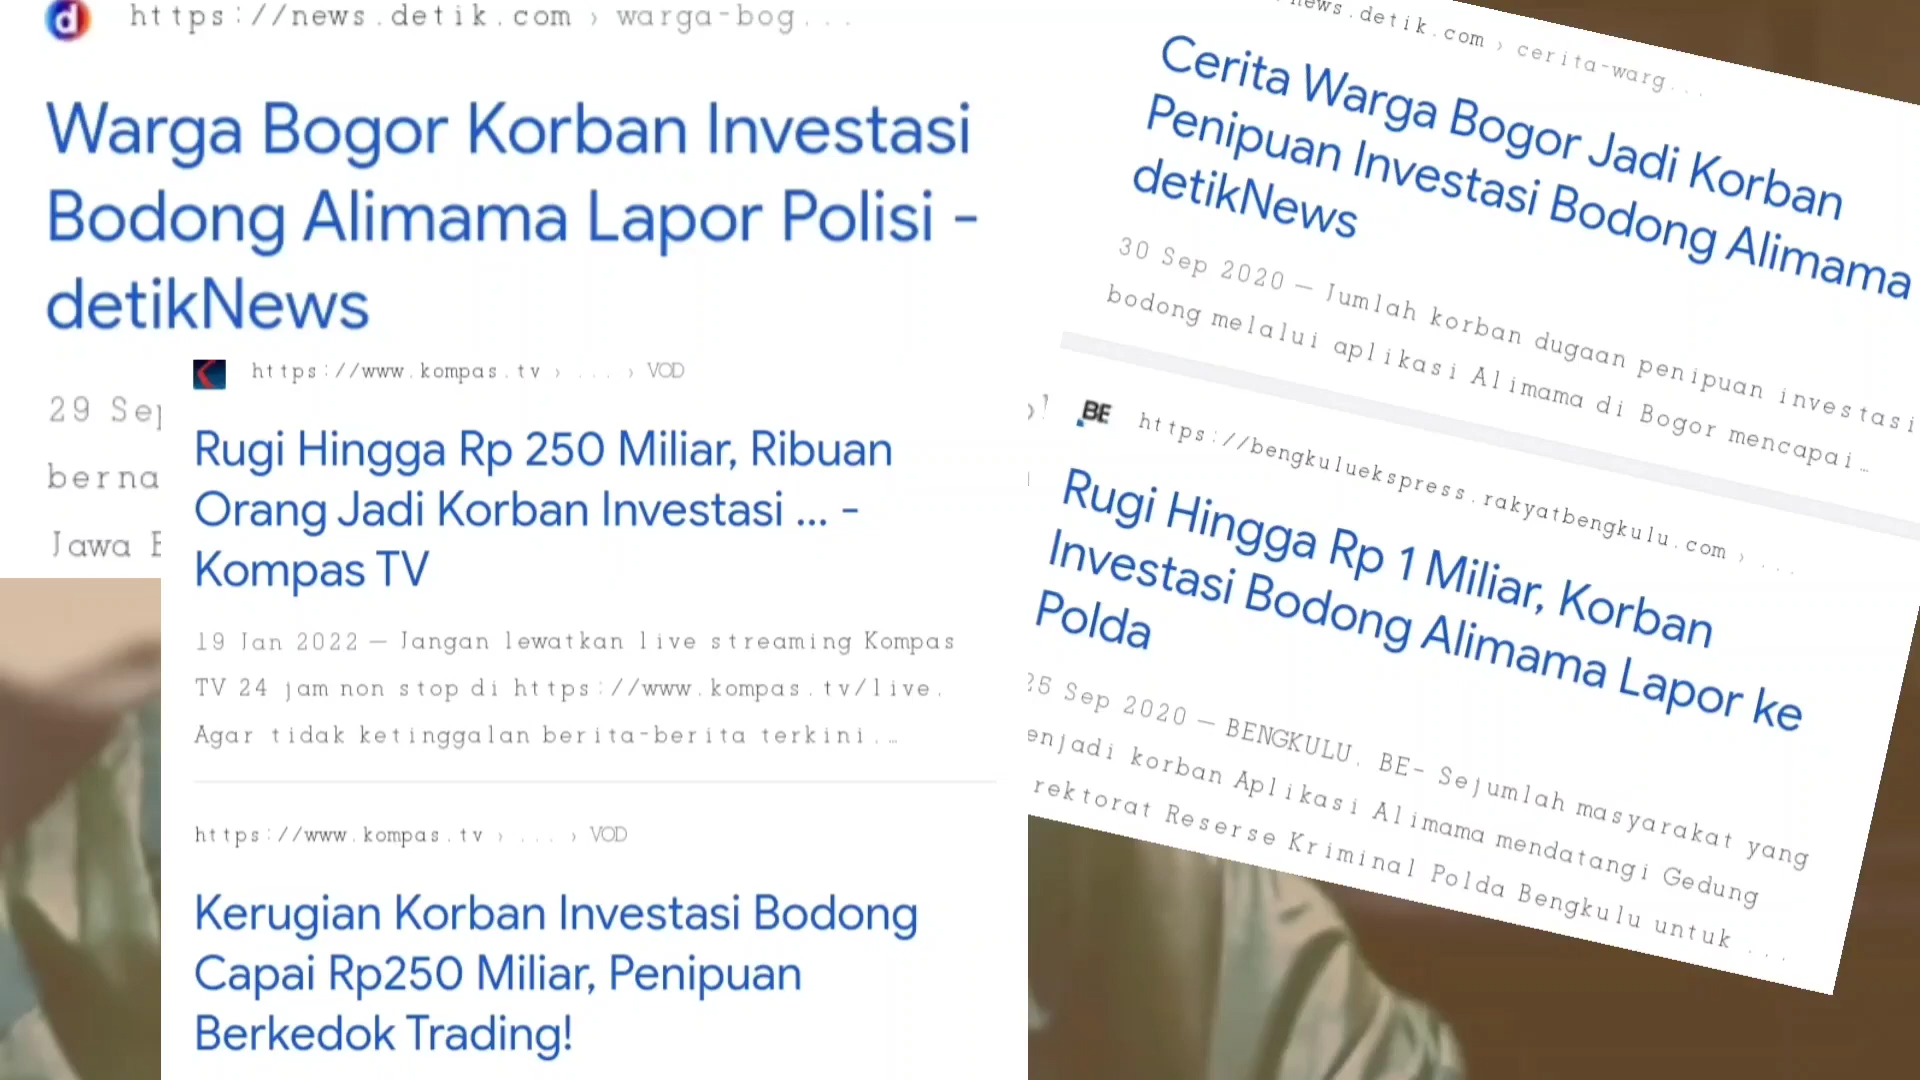 https://news.detik.com › warga-bog...
Warga Bogor Korban Investasi
Bodong Alimama Lapor Polisi -
detikNews
29 Sep
berna
Jawa B
https://www.kompas.tv › ... › VOD
Rugi Hingga Rp 250 Miliar, Ribuan
Orang Jadi Korban Investasi ... -
Kompas TV
19 Jan 2022 — Jangan lewatkan live streaming Kompas
TV 24 jam non stop di https://www.kompas.tv/live.
Agar tidak ketinggalan berita-berita terkini...
https://www.kompas.tv › ... › VOD
Kerugian Korban Investasi Bodong
Capai Rp250 Miliar, Penipuan
Berkedok Trading!
news.detik.com › cerita-warg...
Cerita Warga Bogor Jadi Korban
Penipuan Investasi Bodong Alimama
detikNews
30 Sep 2020 — Jumlah korban dugaan penipuan investasi
bodong melalui aplikasi Alimama di Bogor mencapai...
BE https://bengkuluekspress.rakyatbengkulu.com › ...
Rugi Hingga Rp 1 Miliar, Korban
Investasi Bodong Alimama Lapor ke
Polda
25 Sep 2020 — BENGKULU, BE- Sejumlah masyarakat yang
enjadi korban Aplikasi Alimama mendatangi Gedung
rektorat Reserse Kriminal Polda Bengkulu untuk ...